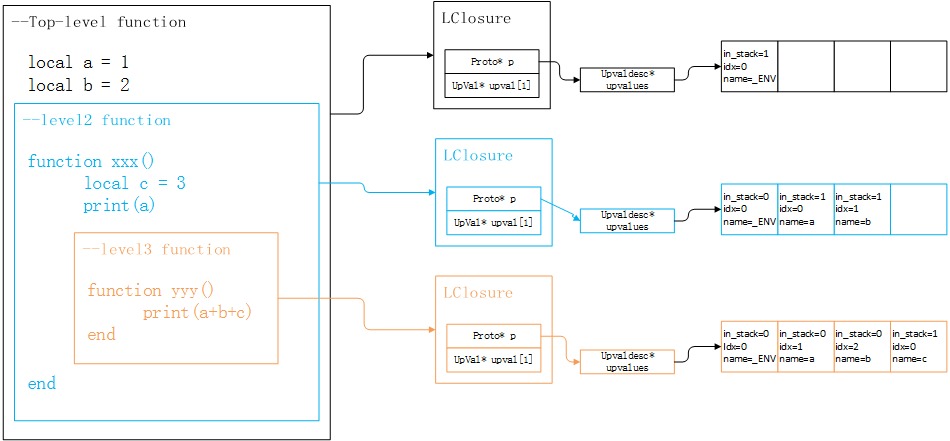 --Top-level function
local a = 1
local b = 2
--level2 function
function xxx()
local c = 3
print(a)
--level3 function
function yyy()
print(a+b+c)
end
end
LClosure
Proto* p
UpVal* upval[1]
Upvaldesc*
upvalues
in_stack=1
idx=0
name=_ENV
LClosure
Proto* p
UpVal* upval[1]
Upvaldesc*
upvalues
in_stack=0
idx=0
name=_ENV
in_stack=1
idx=0
name=a
in_stack=1
idx=1
name=b
LClosure
Proto* p
UpVal* upval[1]
Upvaldesc*
upvalues
in_stack=0
Idx=0
name=_ENV
in_stack=0
idx=1
name=a
in_stack=0
idx=2
name=b
in_stack=1
idx=0
name=c